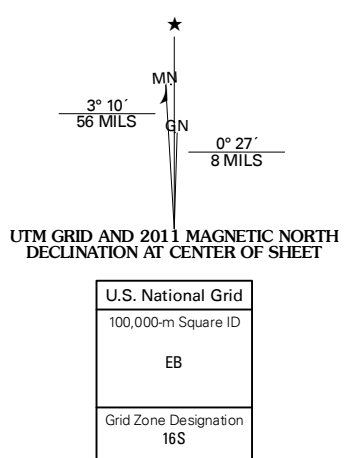 ★
MN
3° 10´
56 MILS
GN
0° 27´
8 MILS
UTM GRID AND 2011 MAGNETIC NORTH
DECLINATION AT CENTER OF SHEET
U.S. National Grid
100,000-m Square ID
EB
Grid Zone Designation
16S